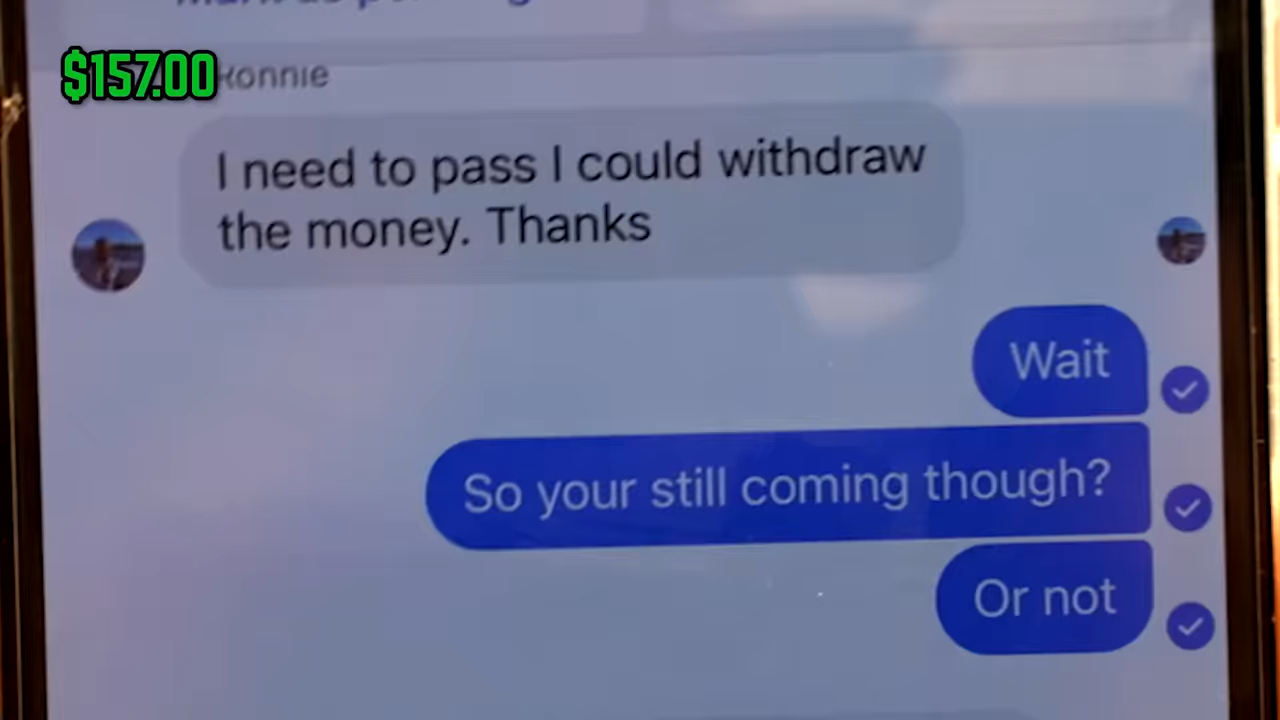 $157.00
Ronnie
I need to pass I could withdraw
the money. Thanks
Wait
So your still coming though?
Or not